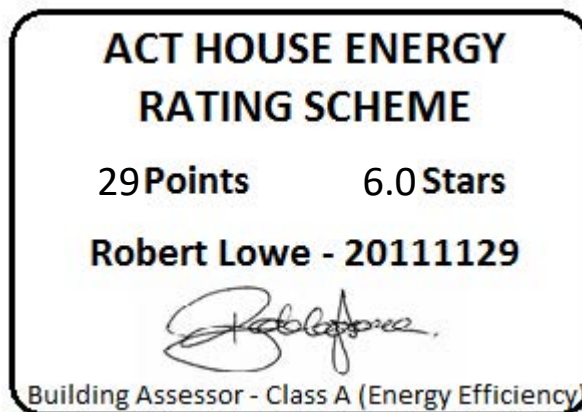 ACT HOUSE ENERGY
RATING SCHEME
29 Points 6.0 Stars
Robert Lowe - 20111129
Building Assessor - Class A (Energy Efficiency)